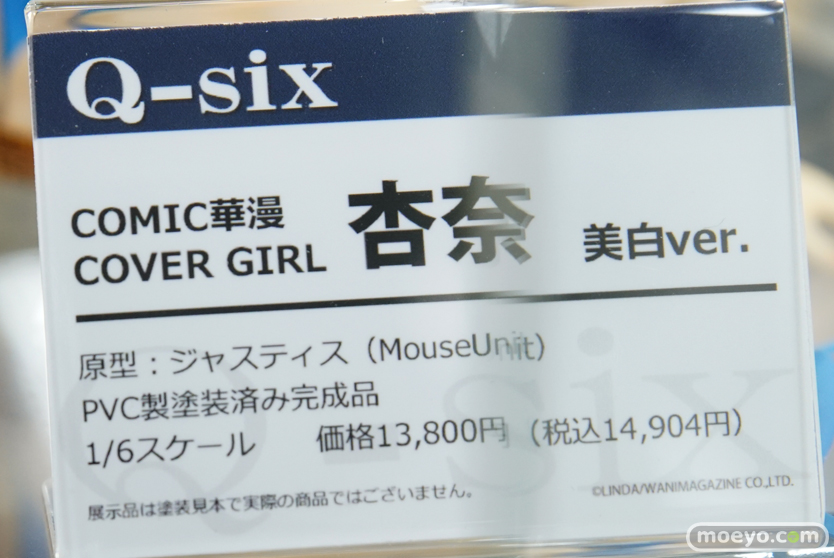 Q-six
COMIC華漫
COVER GIRL 杏奈 美白ver.
原型：ジャスティス（MouseUnit）
PVC製塗装済み完成品
1/6スケール 価格13,800円（税込14,904円）
展示品は塗装見本で実際の商品ではございません。
©LINDA/WANIMAGAZINE CO.,LTD.
Q-six
moeyo.com